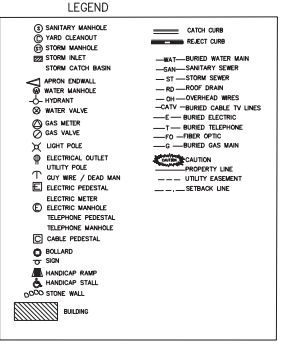 LEGEND
S SANITARY MANHOLE
C YARD CLEANOUT
ST STORM MANHOLE
STORM INLET
STORM CATCH BASIN
APRON ENDWALL
W WATER MANHOLE
HYDRANT
WATER VALVE
GAS METER
GAS VALVE
LIGHT POLE
ELECTRICAL OUTLET
UTILITY POLE
GUY WIRE / DEAD MAN
E ELECTRIC PEDESTAL
ELECTRIC METER
E ELECTRIC MANHOLE
TELEPHONE PEDESTAL
TELEPHONE MANHOLE
C CABLE PEDESTAL
BOLLARD
SIGN
HANDICAP RAMP
HANDICAP STALL
STONE WALL
BUILDING
CATCH CURB
REJECT CURB
WAT BURIED WATER MAIN
SAN SANITARY SEWER
ST STORM SEWER
RD ROOF DRAIN
OH OVERHEAD WIRES
CATV BURIED CABLE TV LINES
E BURIED ELECTRIC
T BURIED TELEPHONE
FO FIBER OPTIC
G BURIED GAS MAIN
CAUTION CAUTION
PROPERTY LINE
UTILITY EASEMENT
SETBACK LINE